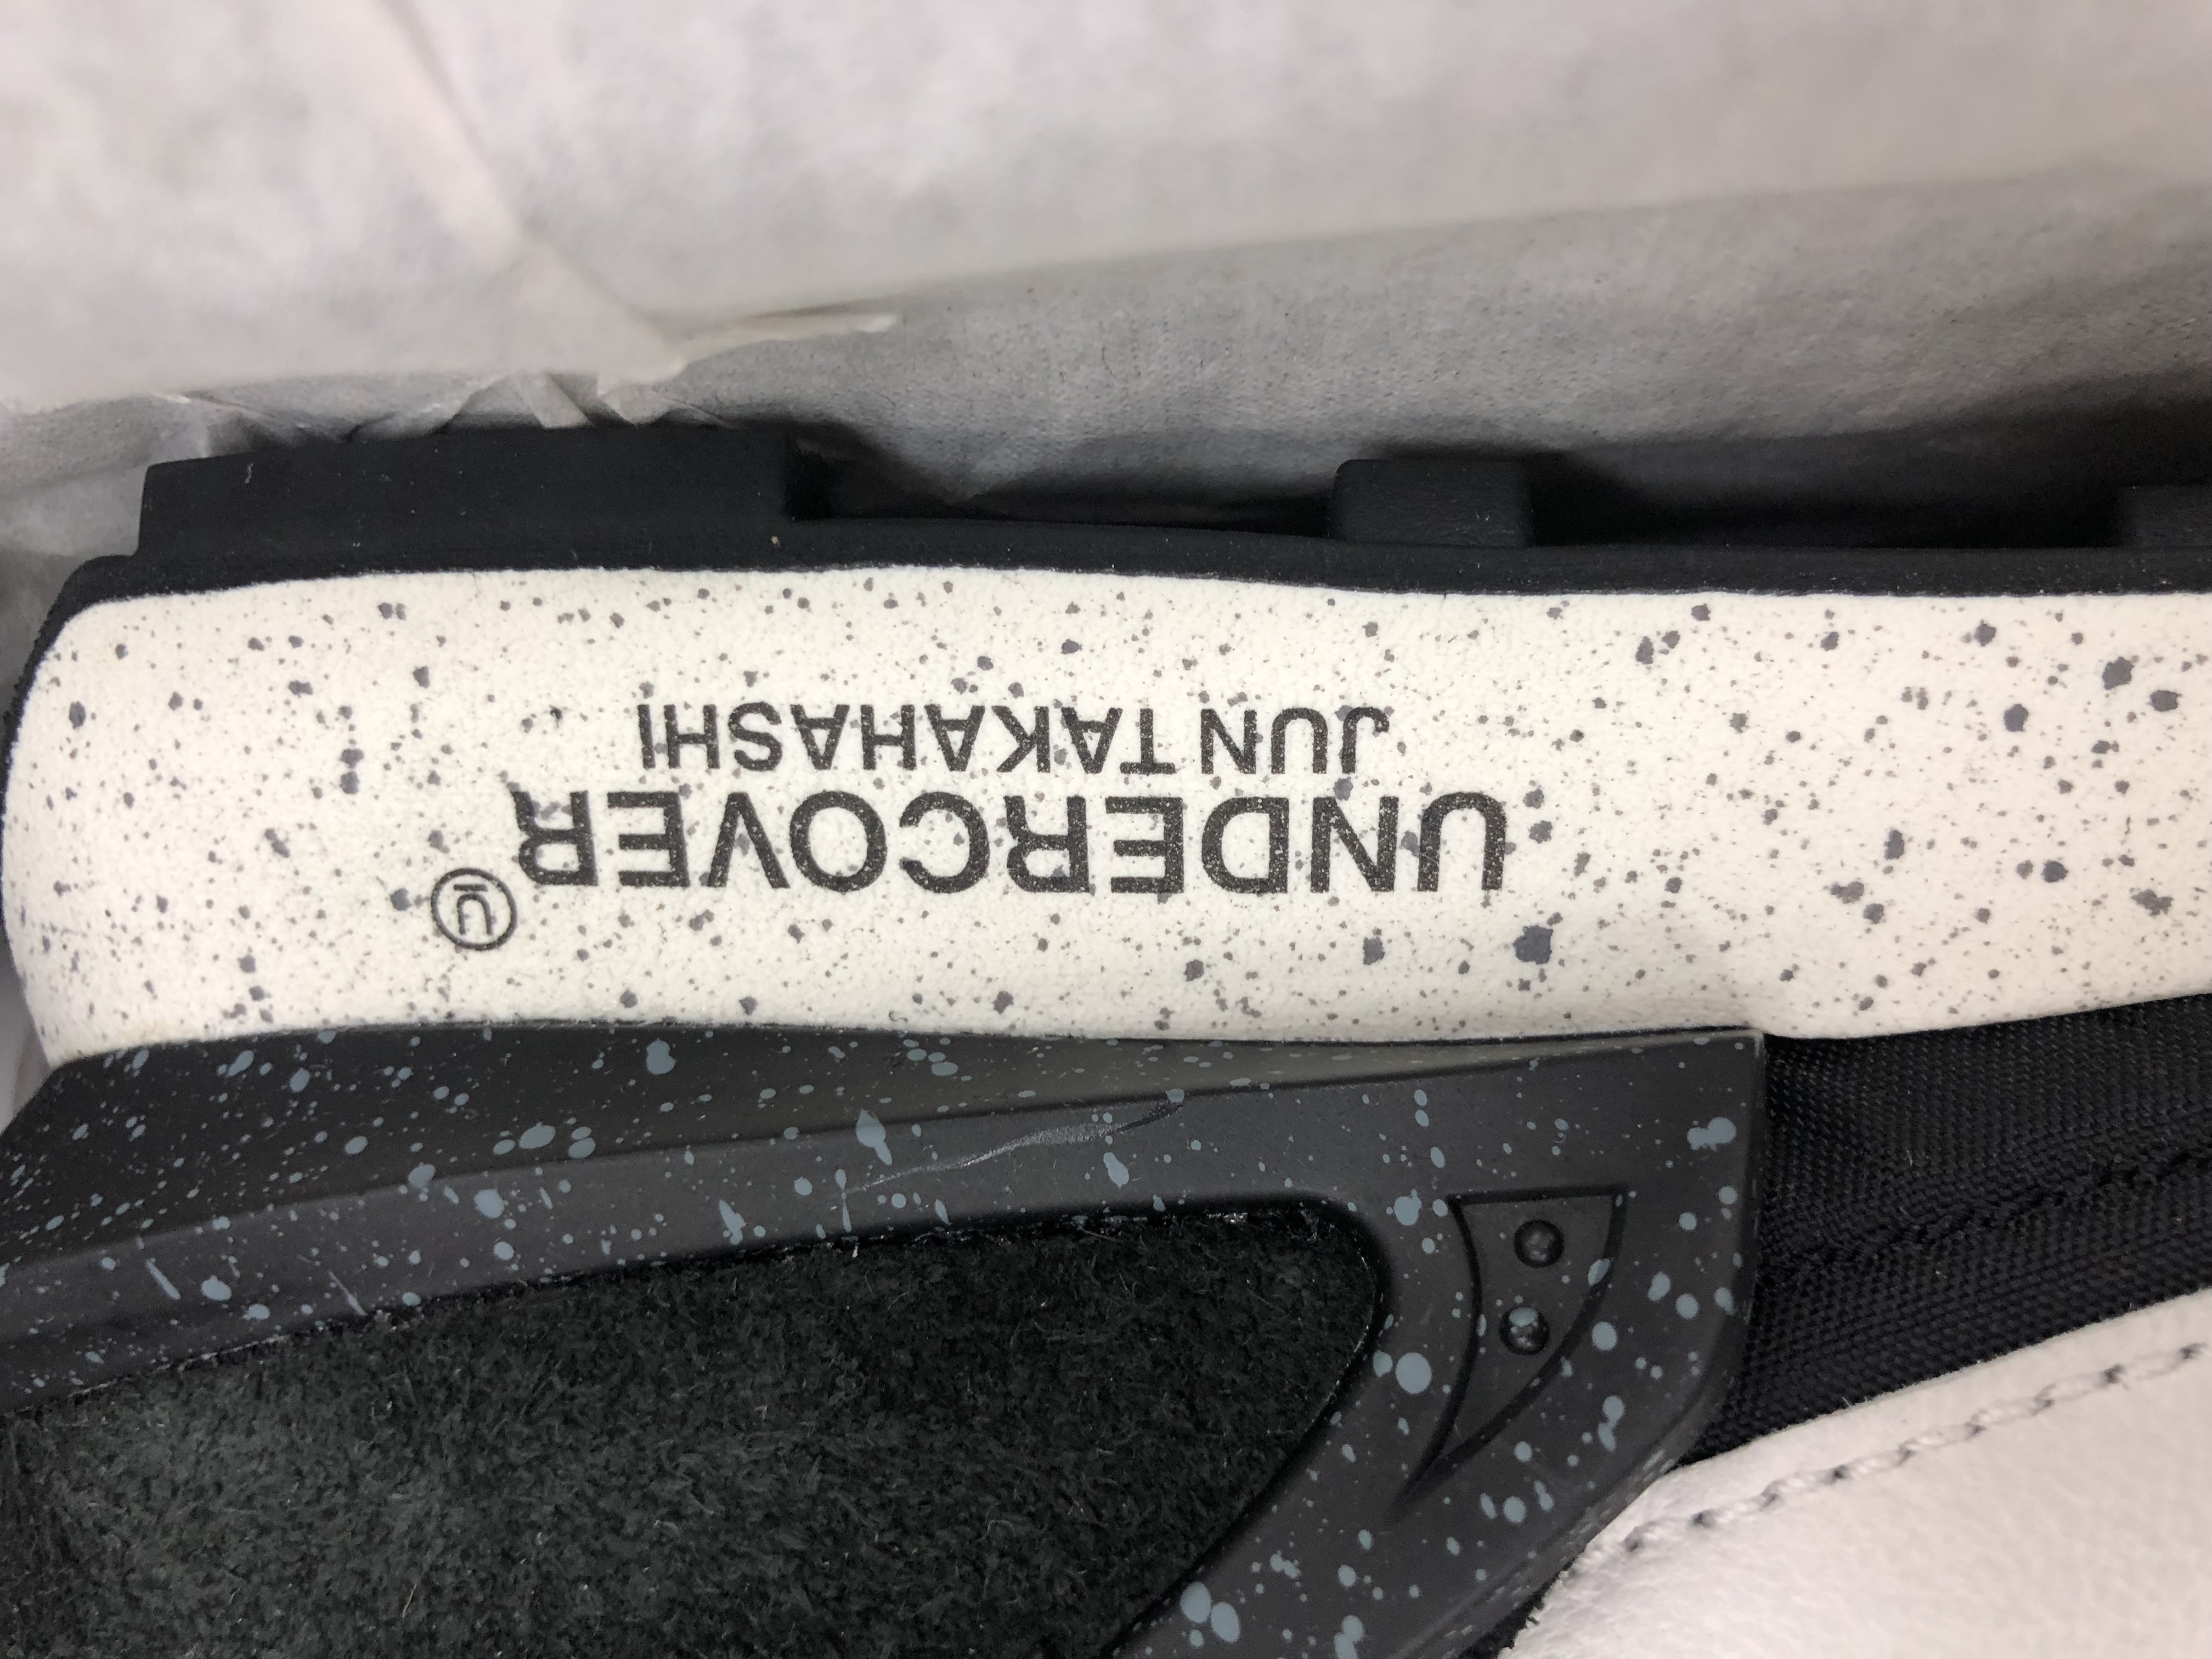 UNDERCOVER Ⓤ
JUN TAKAHASHI